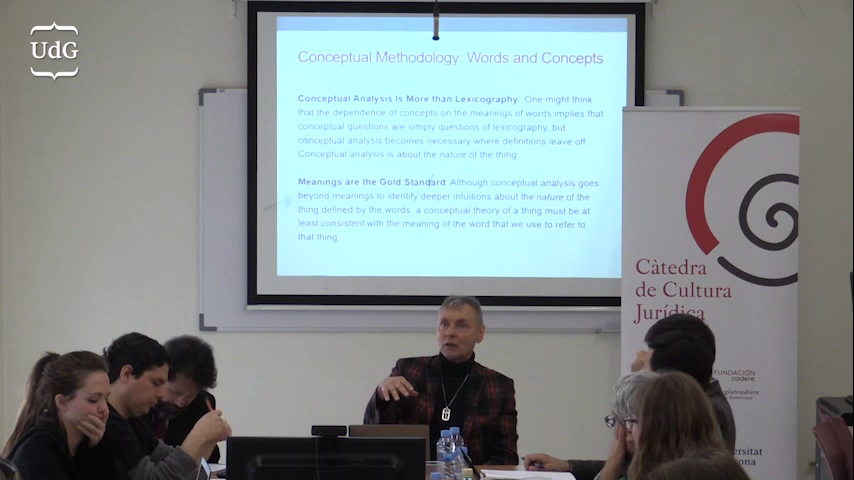 UdG
Conceptual Methodology: Words and Concepts
Conceptual Analysis Is More than Lexicography. One might think
that the dependence of concepts on the meanings of words implies that
conceptual questions are simply questions of lexicography, but
conceptual analysis becomes necessary where definitions leave off.
Conceptual analysis is about the nature of the thing
Meanings are the Gold Standard Although conceptual analysis goes
beyond meanings to identify deeper intuitions about the nature of the
thing defined by the words, a conceptual theory of a thing must be at
least consistent with the meaning of the word that we use to refer to
that thing.
Càtedra
de Cultura
Jurídica
FUNDACIÓN
codere